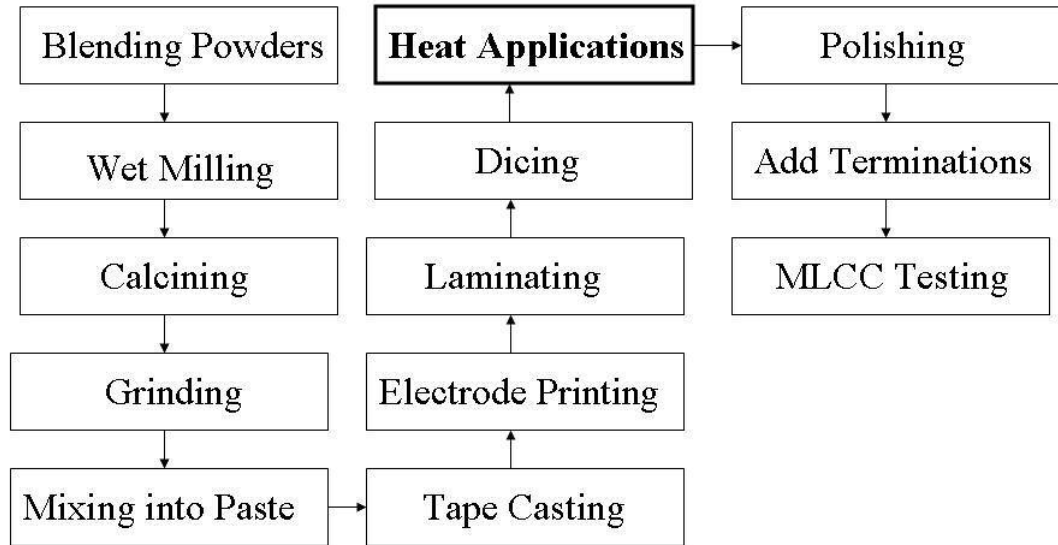 Blending Powders
Wet Milling
Calcining
Grinding
Mixing into Paste
Tape Casting
Electrode Printing
Laminating
Dicing
Heat Applications
Polishing
Add Terminations
MLCC Testing